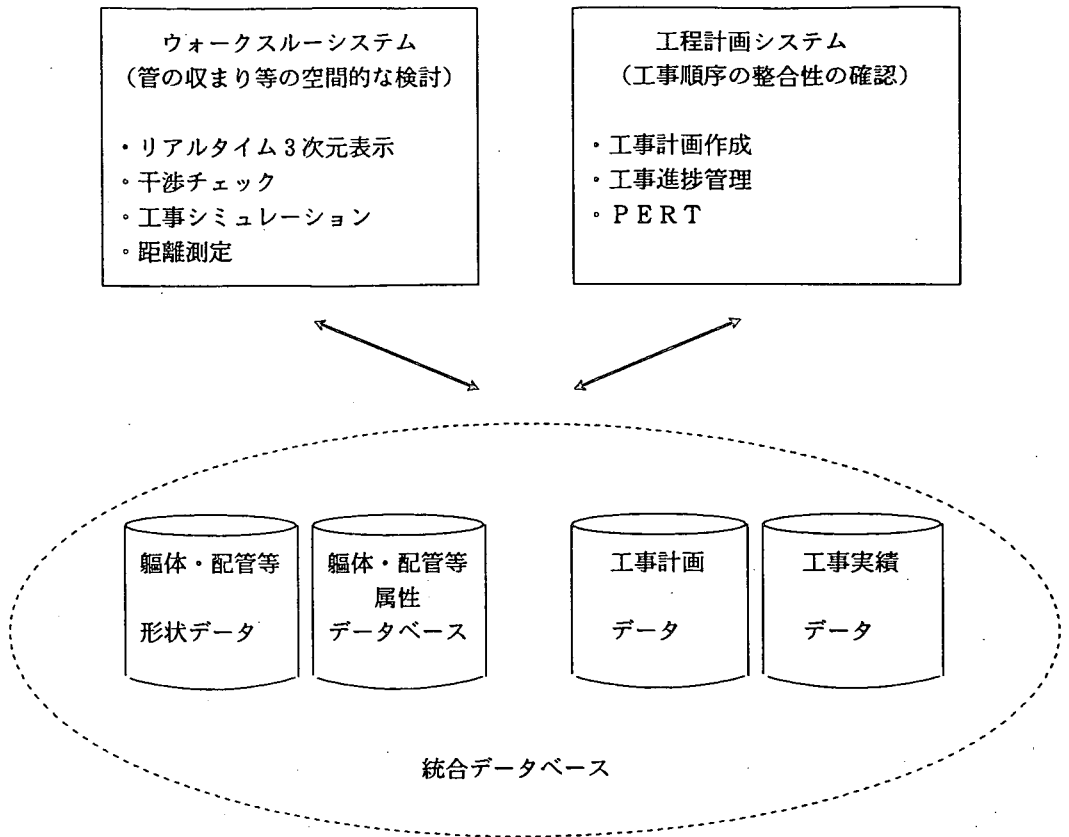 ウォークスルーシステム
（管の収まり等の空間的な検討）
・リアルタイム3次元表示
・干渉チェック
・工事シミュレーション
・距離測定
工程計画システム
（工事順序の整合性の確認）
・工事計画作成
・工事進捗管理
・ＰＥＲＴ
軀体・配管等
形状データ
軀体・配管等
属性
データベース
工事計画
データ
工事実績
データ
統合データベース